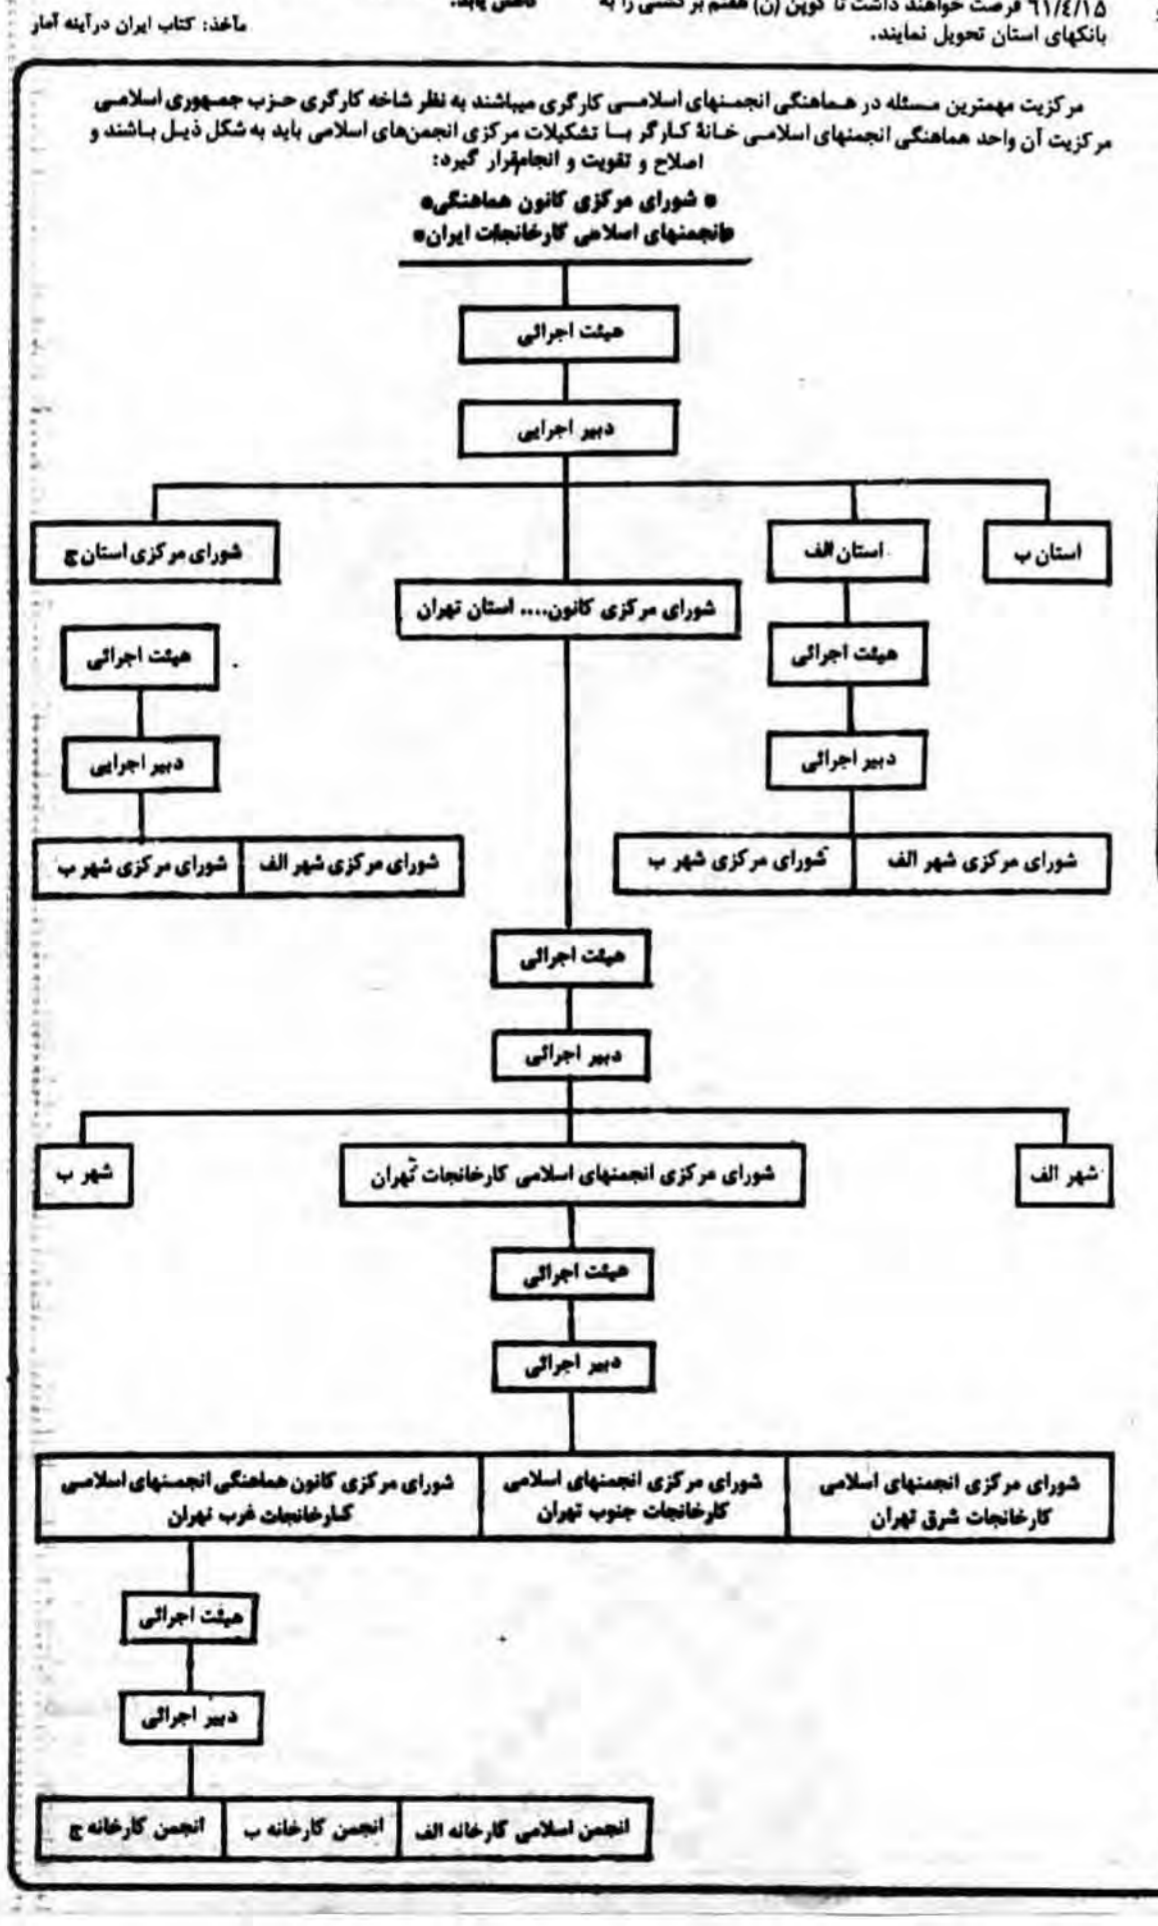 ۶۱/٤/۱۵ فرصت خواهند داشت تا کوپن (ن) هفتم بر گشتی را به
بانکهای استان تحویل نمایند.
یابد.
مآخذ: کتاب ایران درآینه آمار
مرکزیت مهمترین مسئله در هماهنگی انجمنهای اسلامی کارگری میباشند به نظر شاخه کارگری حزب جمهوری اسلامی
مرکزیت آن واحد هماهنگی انجمنهای اسلامی خانهٔ کارگر با تشکیلات مرکزی انجمن‌های اسلامی باید به شکل ذیل باشند و
اصلاح و تقویت و انجام‌قرار گیرد:
* شورای مرکزی کانون هماهنگی*
*انجمنهای اسلامی کارخانجات ایران*
هیئت اجرائی
دبیر اجرایی
استان ب
استان الف
شورای مرکزی استان ج
شورای مرکزی کانون.... استان تهران
هیئت اجرائی
هیئت اجرائی
دبیر اجرائی
دبیر اجرایی
شورای مرکزی شهر الف
شورای مرکزی شهر ب
شورای مرکزی شهر الف
شورای مرکزی شهر ب
هیئت اجرائی
دبیر اجرائی
شهر الف
شورای مرکزی انجمنهای اسلامی کارخانجات تهران
شهر ب
هیئت اجرائی
دبیر اجرائی
شورای مرکزی انجمنهای اسلامی
کارخانجات شرق تهران
شورای مرکزی انجمنهای اسلامی
کارخانجات جنوب تهران
شورای مرکزی کانون هماهنگی انجمنهای اسلامی
کارخانجات غرب تهران
هیئت اجرائی
دبیر اجرائی
انجمن اسلامی کارخانه الف
انجمن کارخانه ب
انجمن کارخانه ج